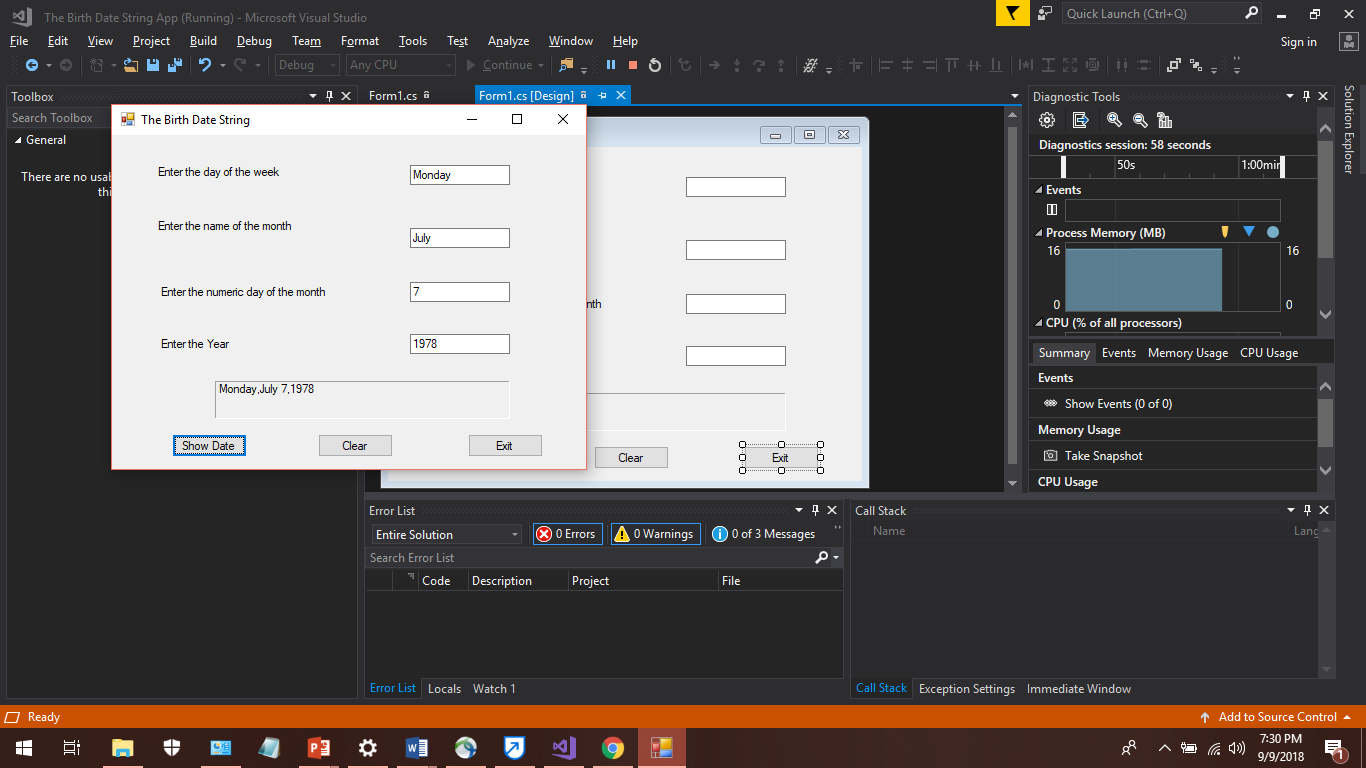 The Birth Date String App (Running) - Microsoft Visual Studio
Quick Launch (Ctrl+Q)
File Edit View Project Build Debug Team Format Tools Test Analyze Window Help
Sign in
Debug Any CPU Continue
Toolbox
Search Toolbox
General
There are no usab
thi
Form1.cs
Form1.cs [Design]
The Birth Date String
Enter the day of the week
Monday
Enter the name of the month
July
Enter the numeric day of the month
7
Enter the Year
1978
Monday,July 7,1978
Show Date Clear Exit
nth
Clear Exit
Diagnostic Tools
Diagnostics session: 58 seconds
50s 1:00min
Events
Process Memory (MB)
16 16
0 0
CPU (% of all processors)
Summary Events Memory Usage CPU Usage
Events
Show Events (0 of 0)
Memory Usage
Take Snapshot
CPU Usage
Solution Explorer
Error List
Entire Solution 0 Errors 0 Warnings 0 of 3 Messages
Search Error List
Code Description Project File
Error List Locals Watch 1
Call Stack
Name Lang
Call Stack Exception Settings Immediate Window
Ready
Add to Source Control
7:30 PM
9/9/2018
1